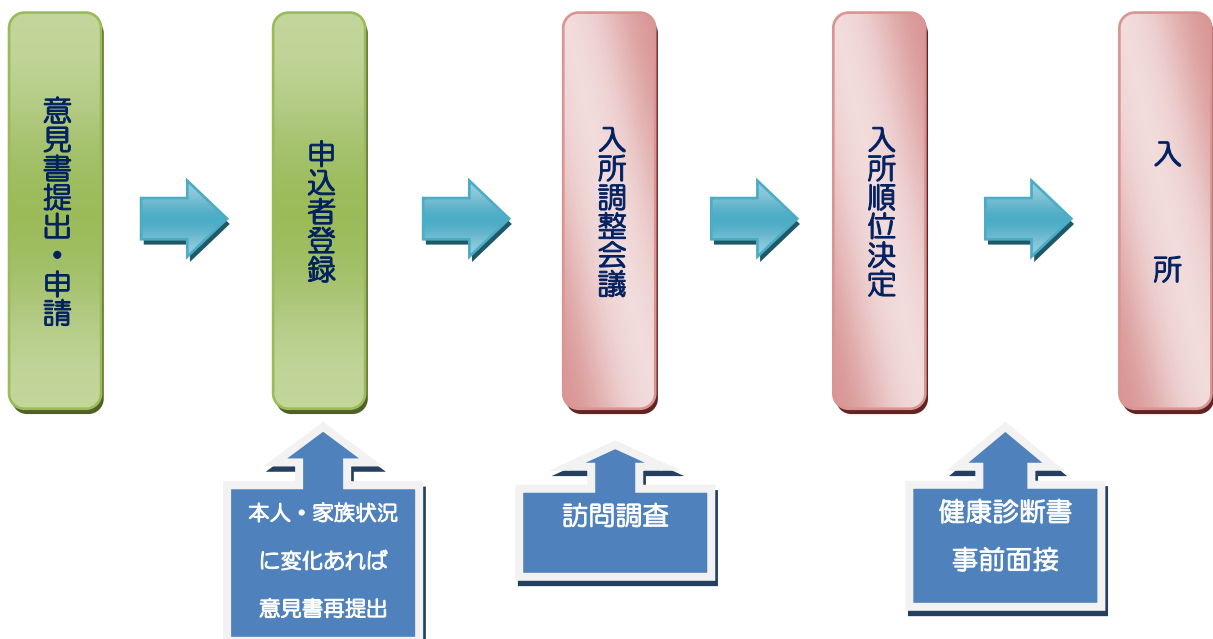 意見書提出・申請
申込者登録
入所調整会議
入所順位決定
入所
本人・家族状況
に変化あれば
意見書再提出
訪問調査
健康診断書
事前面接